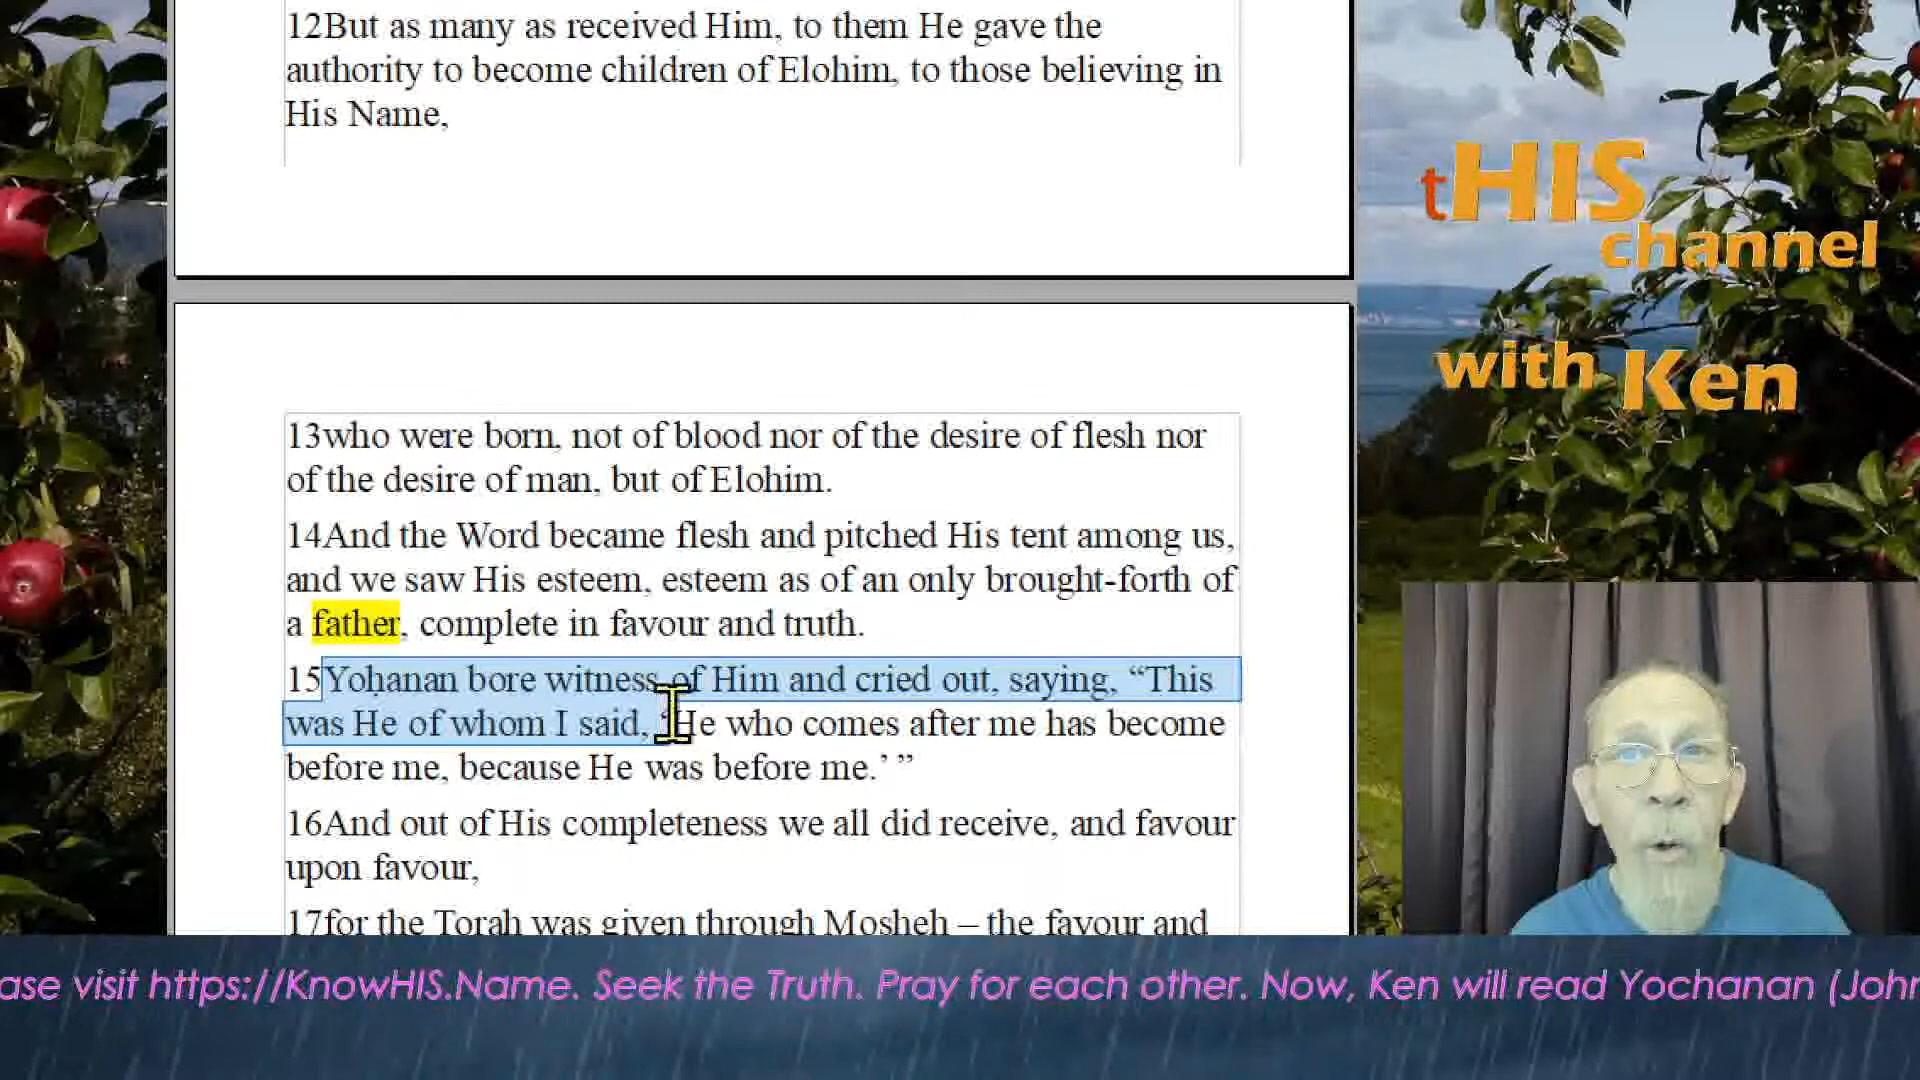 12But as many as received Him, to them He gave the
authority to become children of Elohim, to those believing in
His Name,
13who were born, not of blood nor of the desire of flesh nor
of the desire of man, but of Elohim.
14And the Word became flesh and pitched His tent among us,
and we saw His esteem, esteem as of an only brought-forth of
a father, complete in favour and truth.
15Yoḥanan bore witness of Him and cried out, saying, “This
was He of whom I said, ‘He who comes after me has become
before me, because He was before me.’ ”
16And out of His completeness we all did receive, and favour
upon favour,
17for the Torah was given through Mosheh – the favour and
tHIS
channel
with Ken
ase visit https://KnowHIS.Name. Seek the Truth. Pray for each other. Now, Ken will read Yochanan (John